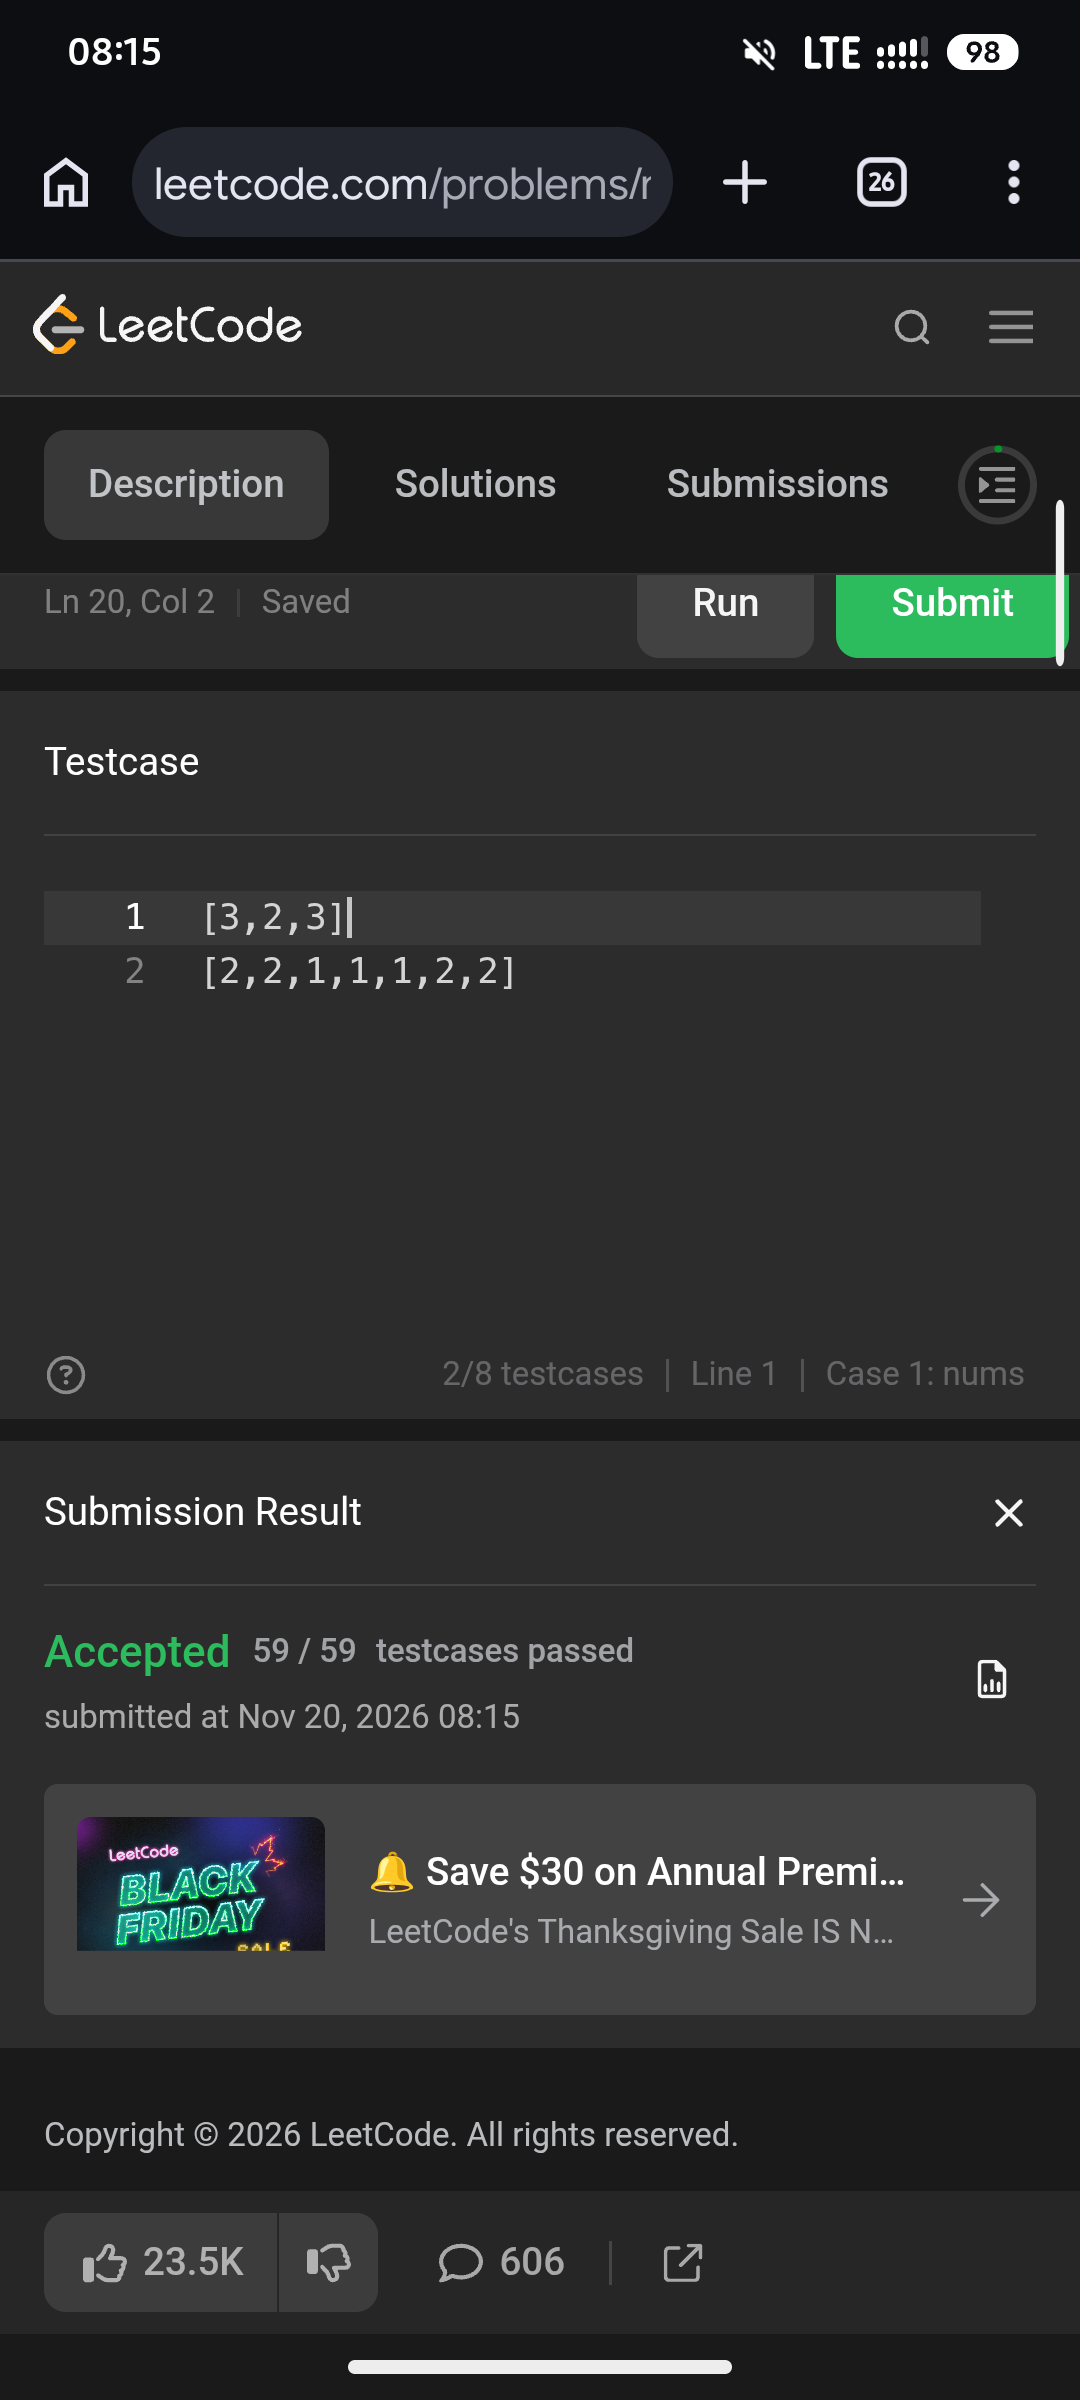 08:15 LTE 98
leetcode.com/problems/r 26
LeetCode
Description Solutions Submissions
Ln 20, Col 2 | Saved Run Submit
Testcase
1 [3,2,3]
2 [2,2,1,1,1,2,2]
2/8 testcases | Line 1 | Case 1: nums
Submission Result
Accepted 59 / 59 testcases passed
submitted at Nov 20, 2026 08:15
LeetCode
BLACK
FRIDAY
SALE
🔔 Save $30 on Annual Premi...
LeetCode's Thanksgiving Sale IS N...
Copyright © 2026 LeetCode. All rights reserved.
23.5K 606